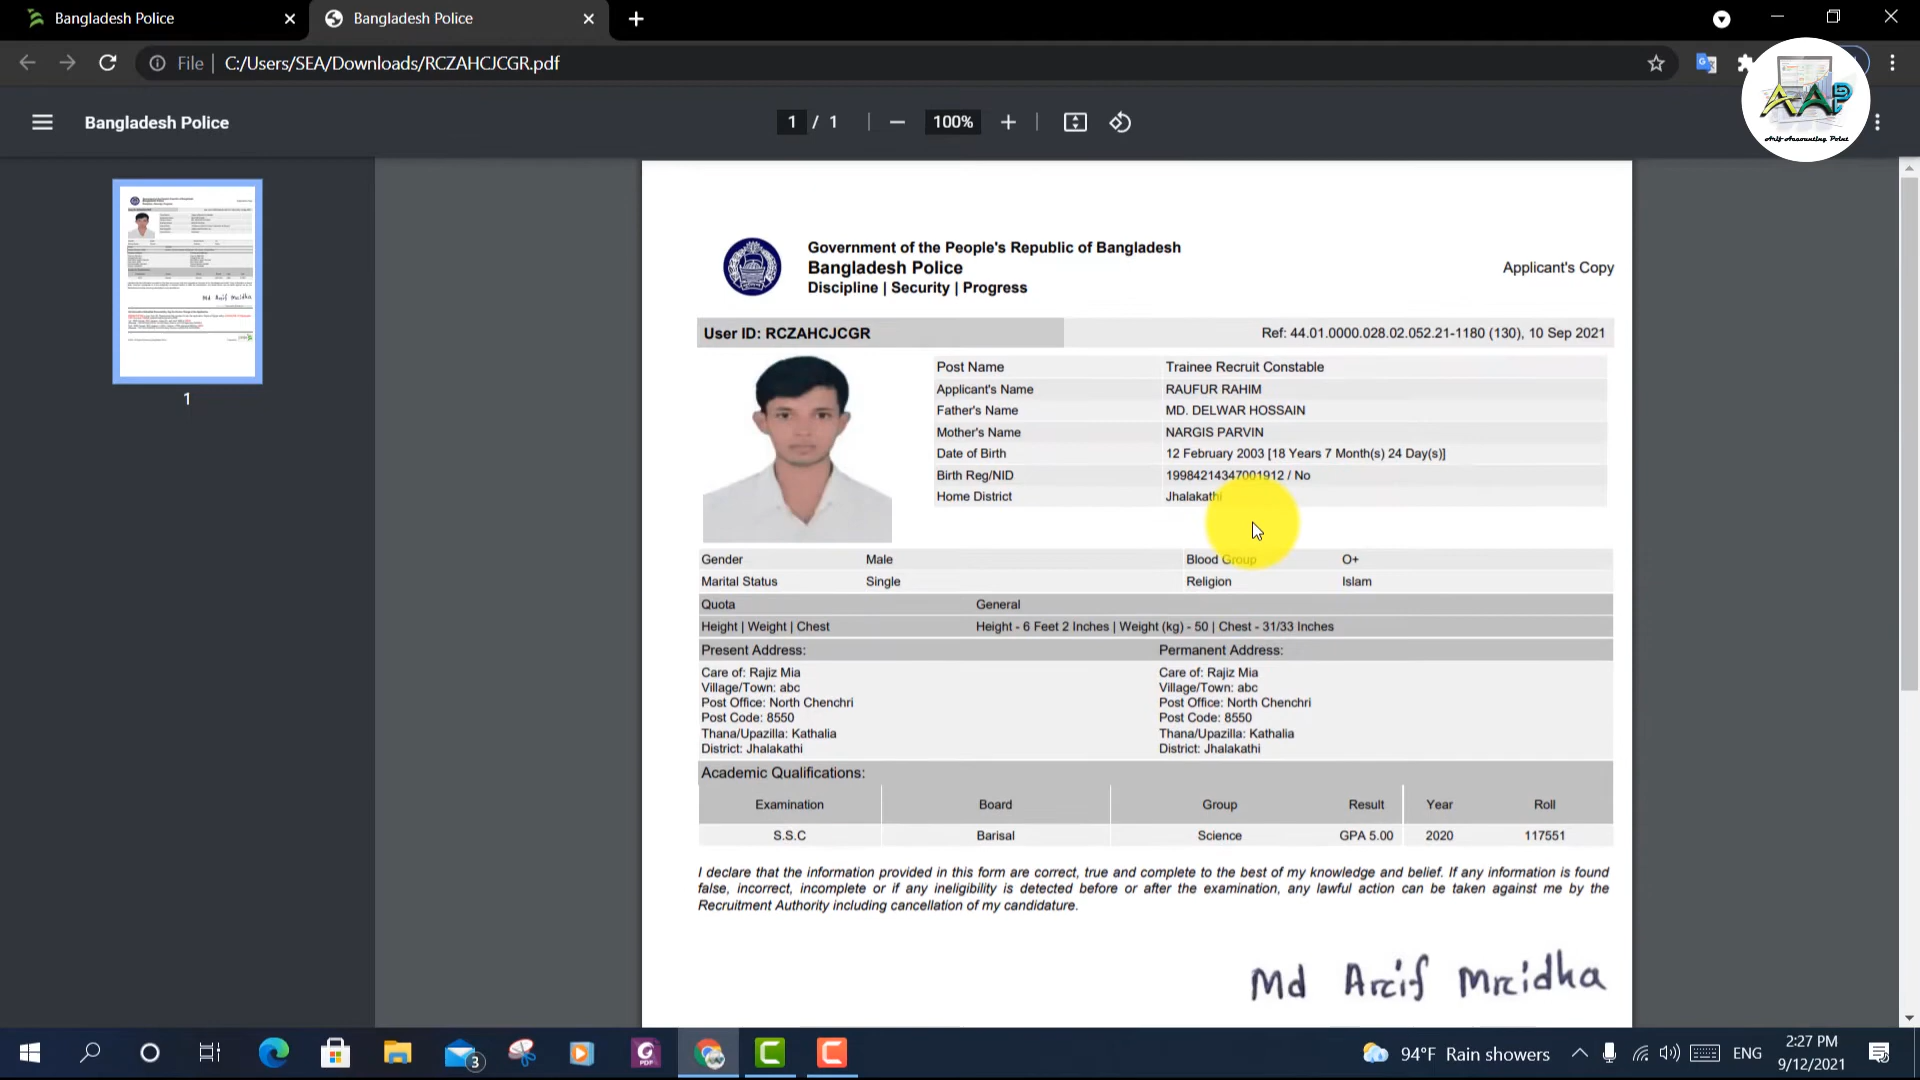 Bangladesh Police
Bangladesh Police
File C:/Users/SEA/Downloads/RCZAHCJCGR.pdf
Bangladesh Police
1 / 1
100%
AAP
Arif Accounting Point
1
Government of the People's Republic of Bangladesh
Bangladesh Police
Discipline | Security | Progress
Applicant's Copy
User ID: RCZAHCJCGR Ref: 44.01.0000.028.02.052.21-1180 (130), 10 Sep 2021
Post Name Trainee Recruit Constable
Applicant's Name RAUFUR RAHIM
Father's Name MD. DELWAR HOSSAIN
Mother's Name NARGIS PARVIN
Date of Birth 12 February 2003 [18 Years 7 Month(s) 24 Day(s)]
Birth Reg/NID 19984214347001912 / No
Home District Jhalakathi
Gender Male Blood Group O+
Marital Status Single Religion Islam
Quota General
Height | Weight | Chest Height - 6 Feet 2 Inches | Weight (kg) - 50 | Chest - 31/33 Inches
Present Address: Permanent Address:
Care of: Rajiz Mia Care of: Rajiz Mia
Village/Town: abc Village/Town: abc
Post Office: North Chenchri Post Office: North Chenchri
Post Code: 8550 Post Code: 8550
Thana/Upazilla: Kathalia Thana/Upazilla: Kathalia
District: Jhalakathi District: Jhalakathi
Academic Qualifications:
Examination Board Group Result Year Roll
S.S.C Barisal Science GPA 5.00 2020 117551
I declare that the information provided in this form are correct, true and complete to the best of my knowledge and belief. If any information is found
false, incorrect, incomplete or if any ineligibility is detected before or after the examination, any lawful action can be taken against me by the
Recruitment Authority including cancellation of my candidature.
Md Arif Mridha
3
94°F Rain showers
ENG
2:27 PM
9/12/2021